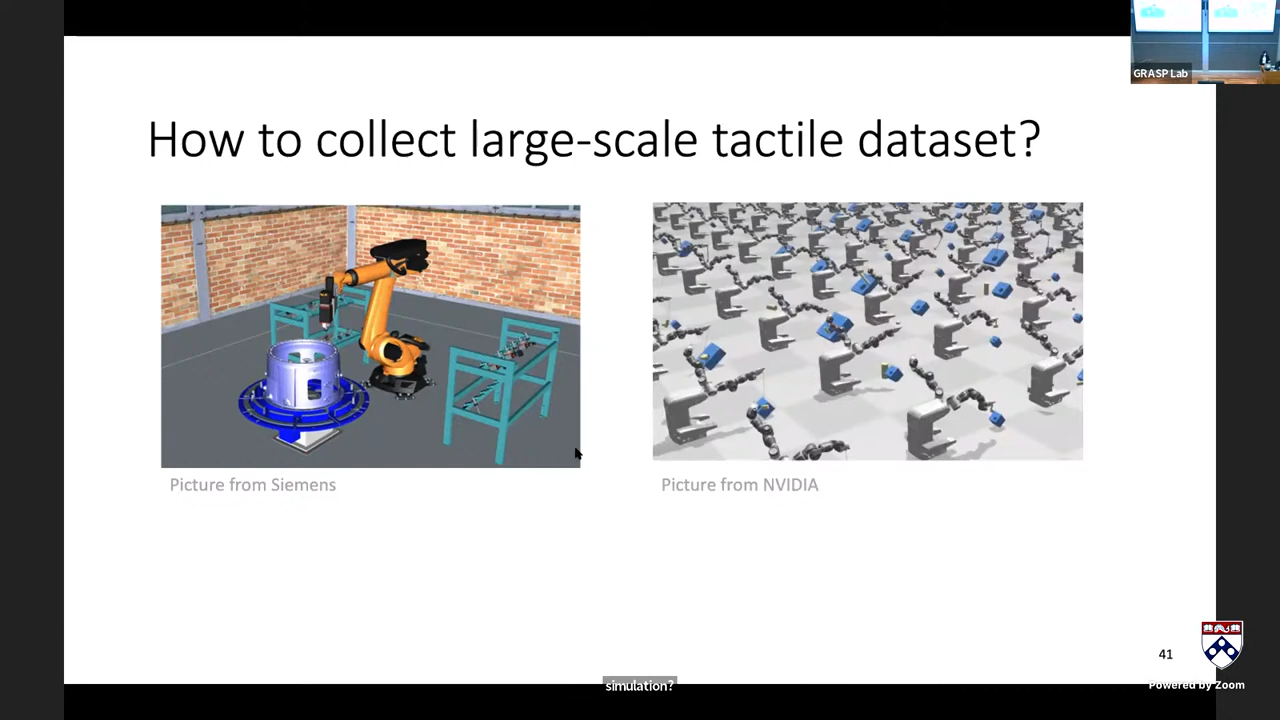 GRASP Lab
How to collect large-scale tactile dataset?
Picture from Siemens
Picture from NVIDIA
41
simulation?
Powered by Zoom